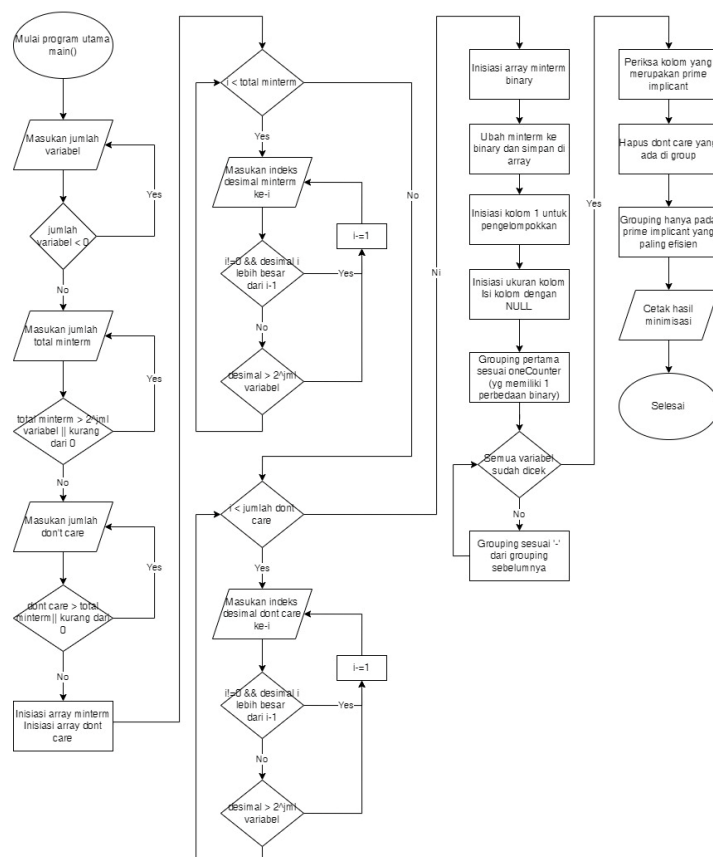 Mulai program utama
main()
Masukan jumlah
variabel
Yes
jumlah
variabel < 0
No
Masukan jumlah
total minterm
Yes
total minterm > 2^jml
variabel || kurang
dari 0
No
Masukan jumlah
don't care
Yes
dont care > total
minterm|| kurang dari
0
No
Inisiasi array minterm
Inisiasi array dont
care
i < total minterm
Yes
No
Masukan indeks
desimal minterm
ke-i
i-=1
i!=0 && desimal i
lebih besar
dari i-1
Yes
No
desimal > 2^jml
variabel
i < jumlah dont
care
Yes
Masukan indeks
desimal dont care
ke-i
i-=1
i!=0 && desimal i
lebih besar
dari i-1
Yes
No
desimal > 2^jml
variabel
Ni
Inisiasi array minterm
binary
Ubah minterm ke
binary dan simpan di
array
Inisiasi kolom 1 untuk
pengelompokkan
Inisiasi ukuran kolom
Isi kolom dengan
NULL
Grouping pertama
sesuai oneCounter
(yg memiliki 1
perbedaan binary)
Semua variabel
sudah dicek
No
Grouping sesuai '-'
dari grouping
sebelumnya
Yes
Periksa kolom yang
merupakan prime
implicant
Hapus dont care yang
ada di group
Grouping hanya pada
prime implicant yang
paling efisien
Cetak hasil
minimisasi
Selesai